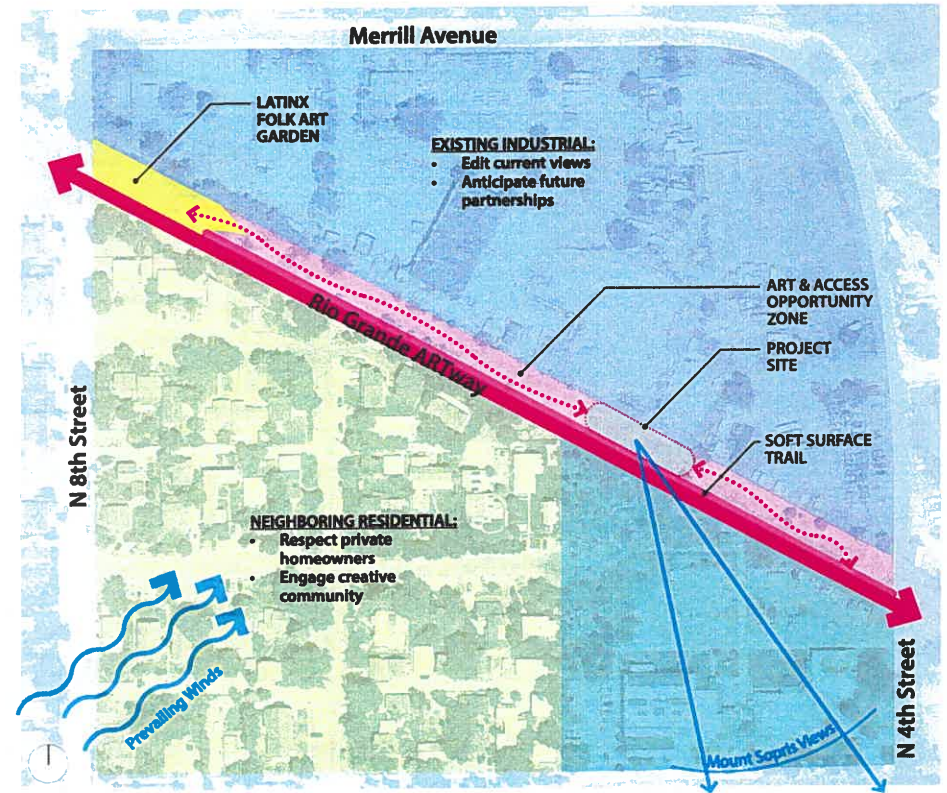 Merrill Avenue
LATINX
FOLK ART
GARDEN
EXISTING INDUSTRIAL:
• Edit current views
• Anticipate future
partnerships
ART & ACCESS
OPPORTUNITY
ZONE
PROJECT
SITE
Rio Grande ARTway
SOFT SURFACE
TRAIL
N 8th Street
NEIGHBORING RESIDENTIAL:
• Respect private
homeowners
• Engage creative
community
Prevailing Winds
Mount Sopris Views
N 4th Street